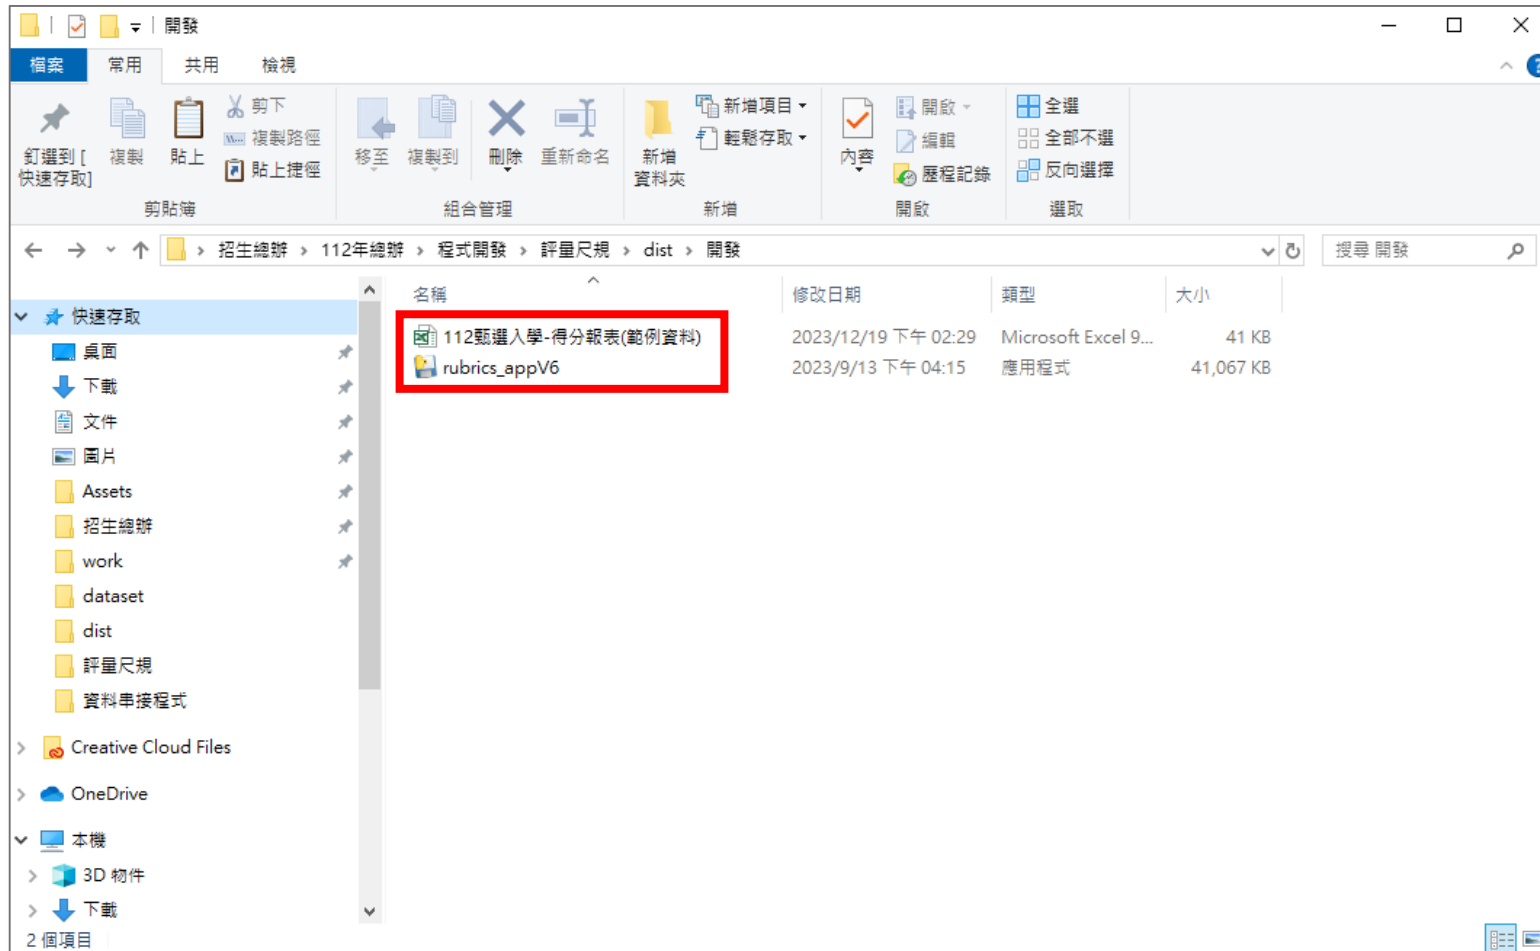 開發
檔案 常用 共用 檢視
釘選到 [
快速存取]
複製
貼上
剪下
複製路徑
貼上捷徑
剪貼簿
移至
複製到
刪除
重新命名
組合管理
新增
資料夾
新增項目
輕鬆存取
新增
內容
開啟
編輯
歷程記錄
開啟
全選
全部不選
反向選擇
選取
招生總辦 › 112年總辦 › 程式開發 › 評量尺規 › dist › 開發
搜尋 開發
名稱 修改日期 類型 大小
112甄選入學-得分報表(範例資料) 2023/12/19 下午 02:29 Microsoft Excel 9... 41 KB
rubrics_appV6 2023/9/13 下午 04:15 應用程式 41,067 KB
快速存取
桌面
下載
文件
圖片
Assets
招生總辦
work
dataset
dist
評量尺規
資料串接程式
Creative Cloud Files
OneDrive
本機
3D 物件
下載
2 個項目